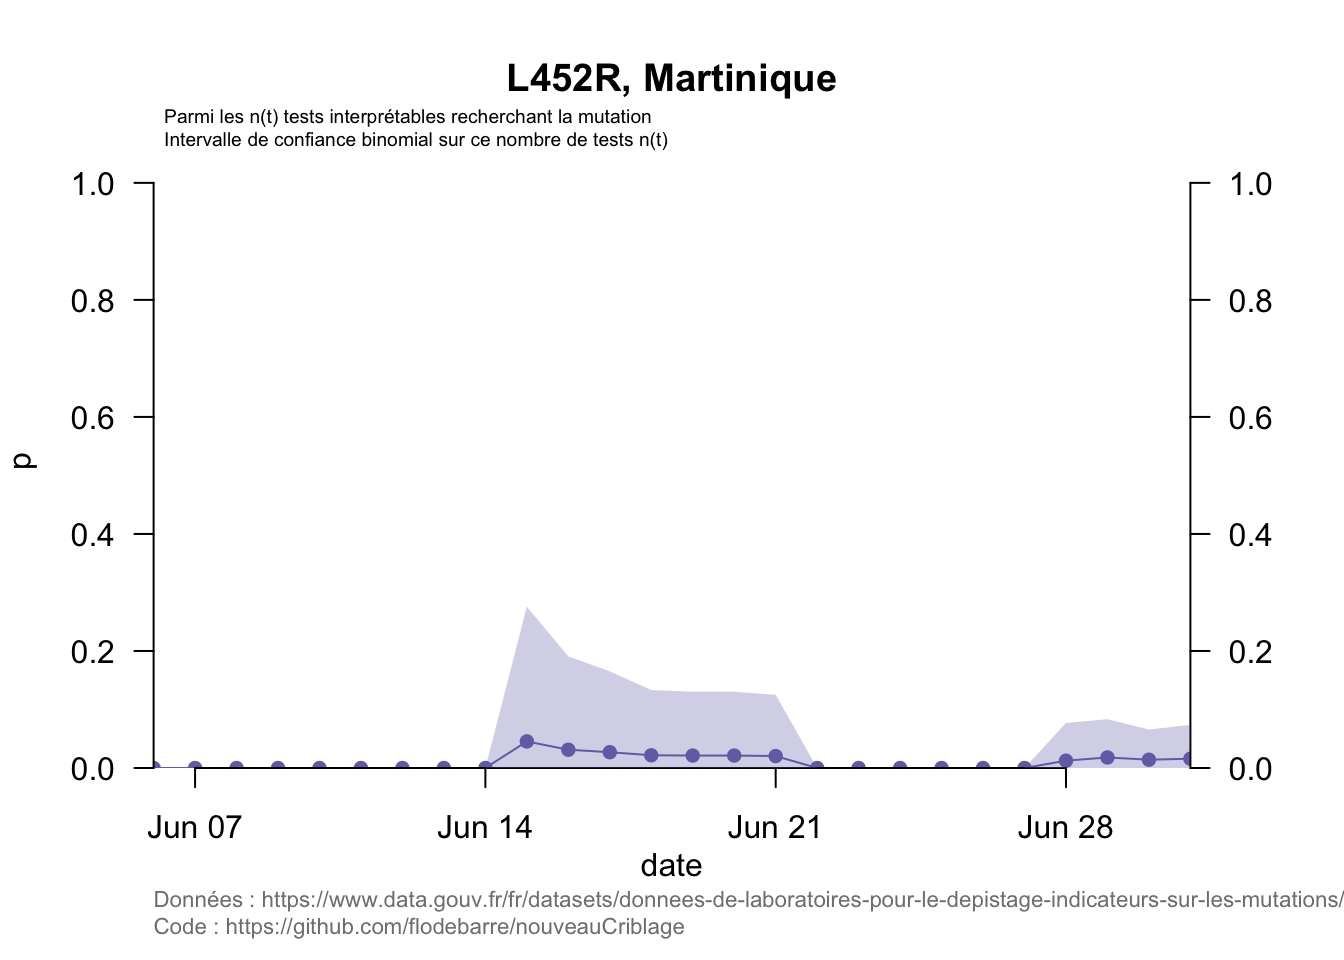 L452R, Martinique
Parmi les n(t) tests interprétables recherchant la mutation
Intervalle de confiance binomial sur ce nombre de tests n(t)
1.0 1.0
0.8 0.8
0.6 0.6
p
0.4 0.4
0.2 0.2
0.0 0.0
Jun 07 Jun 14 Jun 21 Jun 28
date
Données : https://www.data.gouv.fr/fr/datasets/donnees-de-laboratoires-pour-le-depistage-indicateurs-sur-les-mutations/
Code : https://github.com/flodebarre/nouveauCriblage